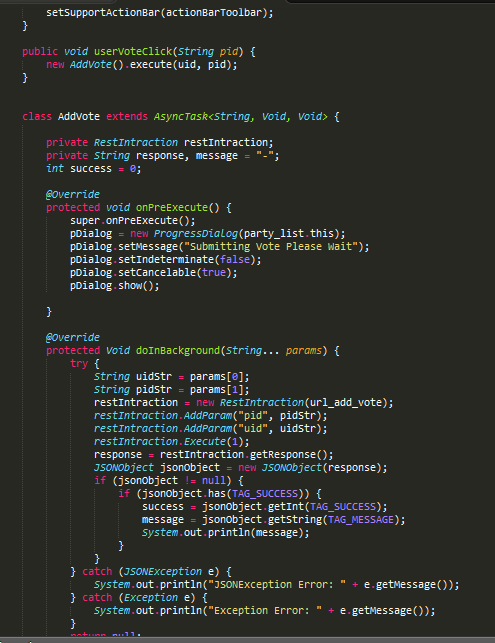 setSupportActionBar(actionBarToolbar);
}
public void userVoteClick(String pid) {
new AddVote().execute(uid, pid);
}
class AddVote extends AsyncTask<String, Void, Void> {
private RestIntraction restIntraction;
private String response, message = "-";
int success = 0;
@Override
protected void onPreExecute() {
super.onPreExecute();
pDialog = new ProgressDialog(party_list.this);
pDialog.setMessage("Submitting Vote Please Wait");
pDialog.setIndeterminate(false);
pDialog.setCancelable(true);
pDialog.show();
}
@Override
protected Void doInBackground(String... params) {
try {
String uidStr = params[0];
String pidStr = params[1];
restIntraction = new RestIntraction(url_add_vote);
restIntraction.AddParam("pid", pidStr);
restIntraction.AddParam("uid", uidStr);
restIntraction.Execute(1);
response = restIntraction.getResponse();
JSONObject jsonObject = new JSONObject(response);
if (jsonObject != null) {
if (jsonObject.has(TAG_SUCCESS)) {
success = jsonObject.getInt(TAG_SUCCESS);
message = jsonObject.getString(TAG_MESSAGE);
System.out.println(message);
}
}
} catch (JSONException e) {
System.out.println("JSONException Error: " + e.getMessage());
} catch (Exception e) {
System.out.println("Exception Error: " + e.getMessage());
}
return null;